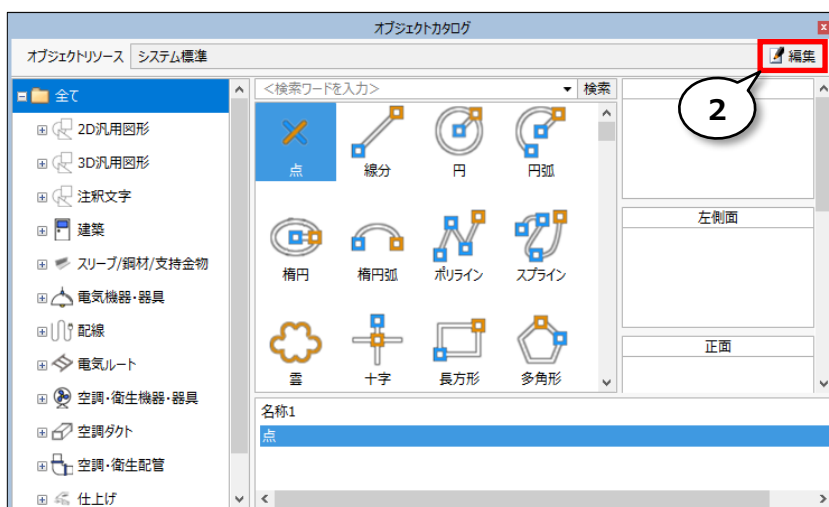 オブジェクトカタログ
オブジェクトリソース システム標準 編集
2
全て
2D汎用図形
3D汎用図形
注釈文字
建築
スリーブ/鋼材/支持金物
電気機器・器具
配線
電気ルート
空調・衛生機器・器具
空調ダクト
空調・衛生配管
仕上げ
<検索ワードを入力> 検索
点 線分 円 円弧
楕円 楕円弧 ポリライン スプライン
雲 十字 長方形 多角形
名称1
点
左側面
正面